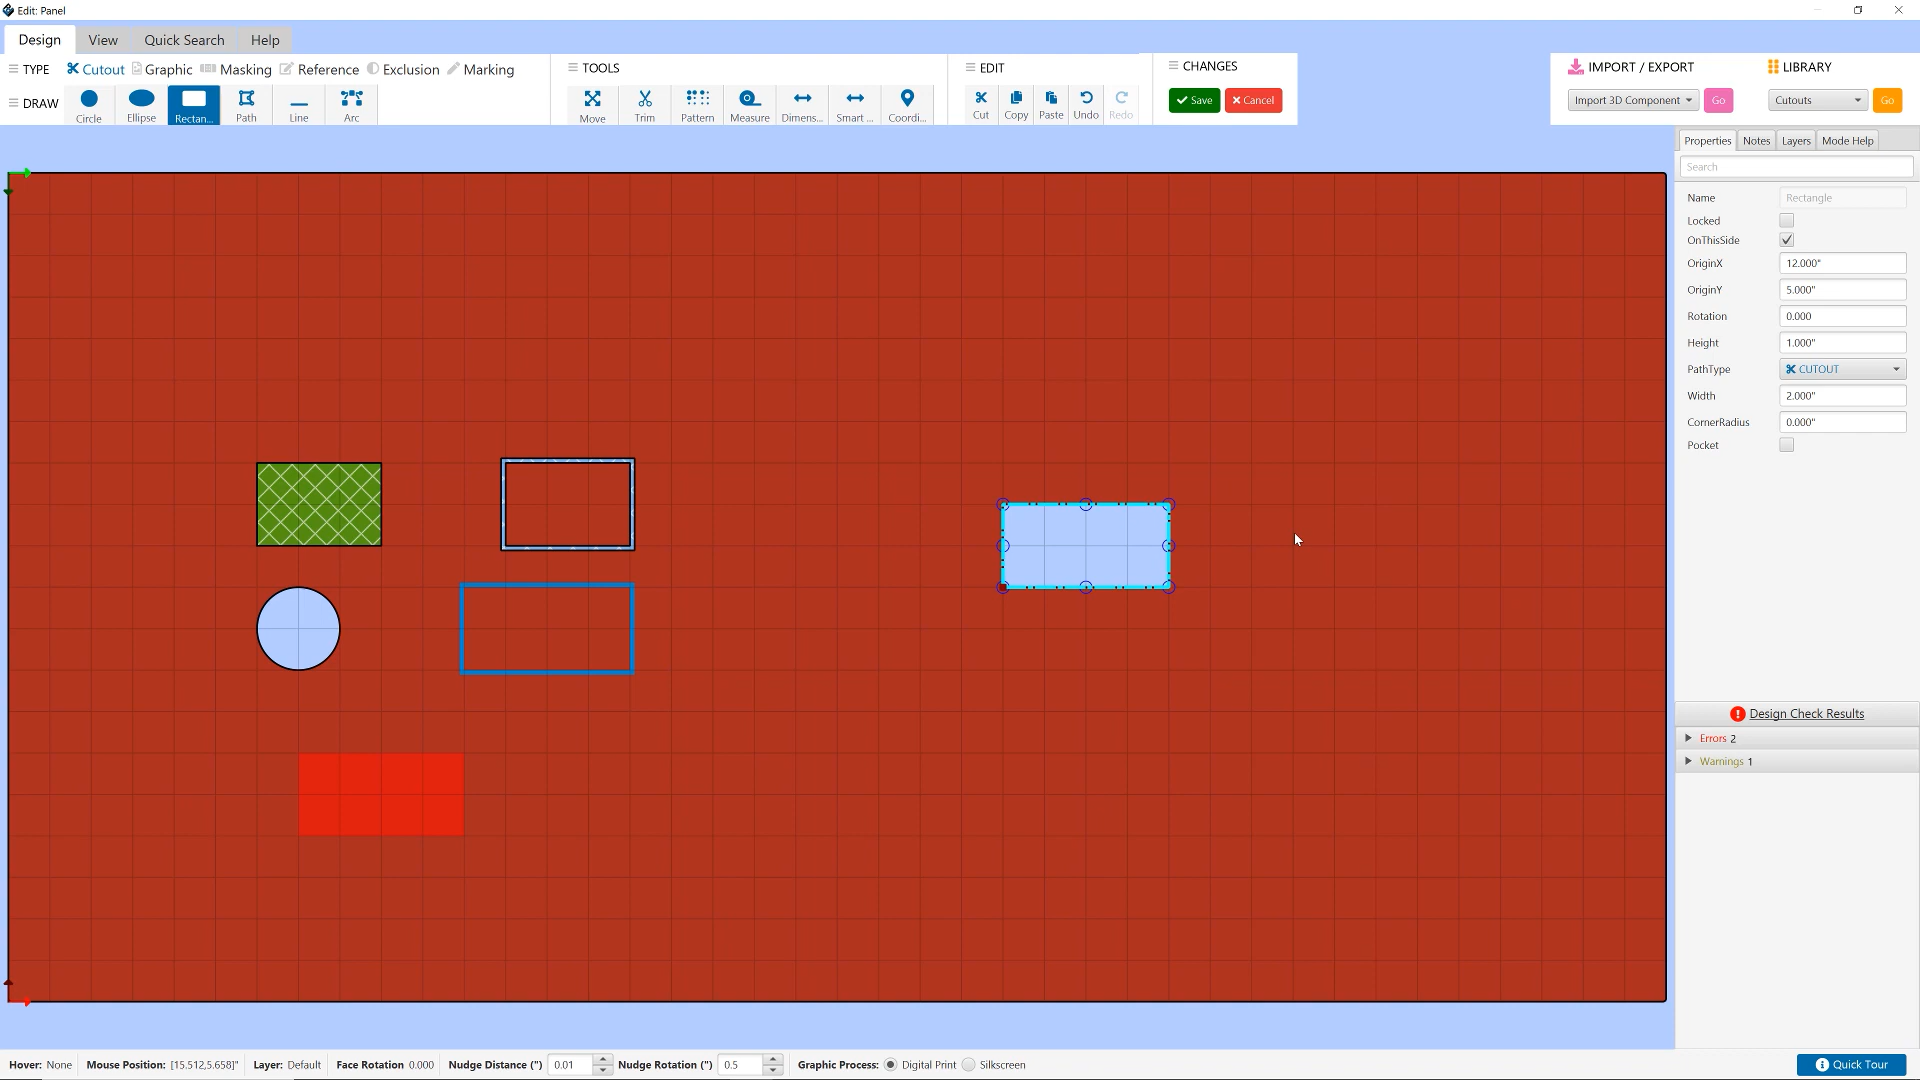 Edit: Panel
Design View Quick Search Help
TYPE Cutout Graphic Masking Reference Exclusion Marking
TOOLS
EDIT
CHANGES
IMPORT / EXPORT
LIBRARY
DRAW Circle Ellipse Rectan... Path Line Arc
Move Trim Pattern Measure Dimens... Smart ... Coordi...
Cut Copy Paste Undo Redo
Save Cancel
Import 3D Component Go
Cutouts Go
Properties Notes Layers Mode Help
Search
Name Rectangle
Locked
OnThisSide
OriginX 12.000"
OriginY 5.000"
Rotation 0.000
Height 1.000"
PathType CUTOUT
Width 2.000"
CornerRadius 0.000"
Pocket
Design Check Results
Errors 2
Warnings 1
Hover: None Mouse Position: [15.512,5.658]" Layer: Default Face Rotation 0.000 Nudge Distance (") 0.01 Nudge Rotation (°) 0.5 Graphic Process: Digital Print Silkscreen
Quick Tour